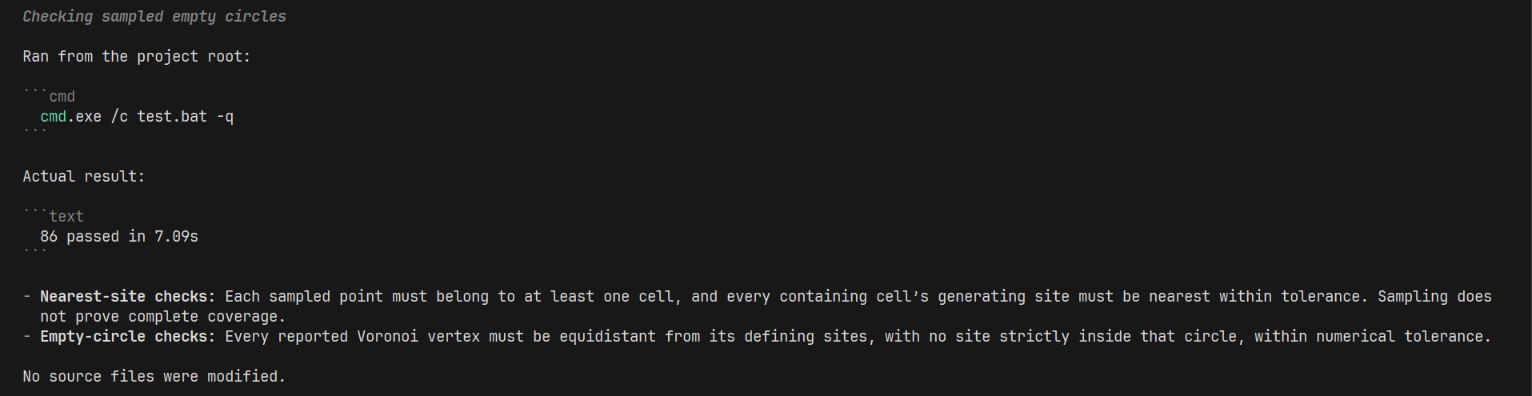 Checking sampled empty circles
Ran from the project root:
```cmd
cmd.exe /c test.bat -q
```
Actual result:
```text
86 passed in 7.09s
```
- Nearest-site checks: Each sampled point must belong to at least one cell, and every containing cell’s generating site must be nearest within tolerance. Sampling does
not prove complete coverage.
- Empty-circle checks: Every reported Voronoi vertex must be equidistant from its defining sites, with no site strictly inside that circle, within numerical tolerance.
No source files were modified.